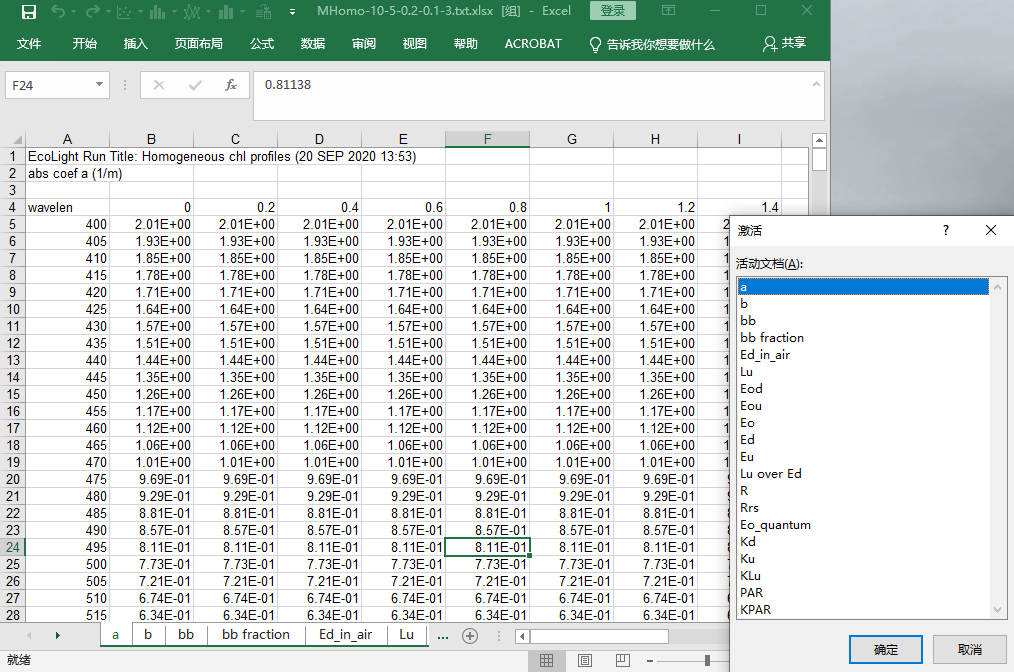 MHomo-10-5-0.2-0.1-3.txt.xlsx [组] - Excel 登录
文件 开始 插入 页面布局 公式 数据 审阅 视图 帮助 ACROBAT 告诉我你想要做什么 共享
F24 fx 0.81138
A B C D E F G H I
1 EcoLight Run Title: Homogeneous chl profiles (20 SEP 2020 13:53)
2 abs coef a (1/m)
3
4 wavelen 0 0.2 0.4 0.6 0.8 1 1.2 1.4
5 400 2.01E+00 2.01E+00 2.01E+00 2.01E+00 2.01E+00 2.01E+00 2.01E+00
6 405 1.93E+00 1.93E+00 1.93E+00 1.93E+00 1.93E+00 1.93E+00 1.93E+00
7 410 1.85E+00 1.85E+00 1.85E+00 1.85E+00 1.85E+00 1.85E+00 1.85E+00
8 415 1.78E+00 1.78E+00 1.78E+00 1.78E+00 1.78E+00 1.78E+00 1.78E+00
9 420 1.71E+00 1.71E+00 1.71E+00 1.71E+00 1.71E+00 1.71E+00 1.71E+00
10 425 1.64E+00 1.64E+00 1.64E+00 1.64E+00 1.64E+00 1.64E+00 1.64E+00
11 430 1.57E+00 1.57E+00 1.57E+00 1.57E+00 1.57E+00 1.57E+00 1.57E+00
12 435 1.51E+00 1.51E+00 1.51E+00 1.51E+00 1.51E+00 1.51E+00 1.51E+00
13 440 1.44E+00 1.44E+00 1.44E+00 1.44E+00 1.44E+00 1.44E+00 1.44E+00
14 445 1.35E+00 1.35E+00 1.35E+00 1.35E+00 1.35E+00 1.35E+00 1.35E+00
15 450 1.26E+00 1.26E+00 1.26E+00 1.26E+00 1.26E+00 1.26E+00 1.26E+00
16 455 1.17E+00 1.17E+00 1.17E+00 1.17E+00 1.17E+00 1.17E+00 1.17E+00
17 460 1.12E+00 1.12E+00 1.12E+00 1.12E+00 1.12E+00 1.12E+00 1.12E+00
18 465 1.06E+00 1.06E+00 1.06E+00 1.06E+00 1.06E+00 1.06E+00 1.06E+00
19 470 1.01E+00 1.01E+00 1.01E+00 1.01E+00 1.01E+00 1.01E+00 1.01E+00
20 475 9.69E-01 9.69E-01 9.69E-01 9.69E-01 9.69E-01 9.69E-01 9.69E-01
21 480 9.29E-01 9.29E-01 9.29E-01 9.29E-01 9.29E-01 9.29E-01 9.29E-01
22 485 8.81E-01 8.81E-01 8.81E-01 8.81E-01 8.81E-01 8.81E-01 8.81E-01
23 490 8.57E-01 8.57E-01 8.57E-01 8.57E-01 8.57E-01 8.57E-01 8.57E-01
24 495 8.11E-01 8.11E-01 8.11E-01 8.11E-01 8.11E-01 8.11E-01 8.11E-01
25 500 7.73E-01 7.73E-01 7.73E-01 7.73E-01 7.73E-01 7.73E-01 7.73E-01
26 505 7.21E-01 7.21E-01 7.21E-01 7.21E-01 7.21E-01 7.21E-01 7.21E-01
27 510 6.74E-01 6.74E-01 6.74E-01 6.74E-01 6.74E-01 6.74E-01 6.74E-01
28 515 6.34E-01 6.34E-01 6.34E-01 6.34E-01 6.34E-01 6.34E-01 6.34E-01
a b bb bb fraction Ed_in_air Lu ...
就绪
激活 ?
活动文档(A):
a
b
bb
bb fraction
Ed_in_air
Lu
Eod
Eou
Eo
Ed
Eu
Lu over Ed
R
Rrs
Eo_quantum
Kd
Ku
KLu
PAR
KPAR
确定 取消